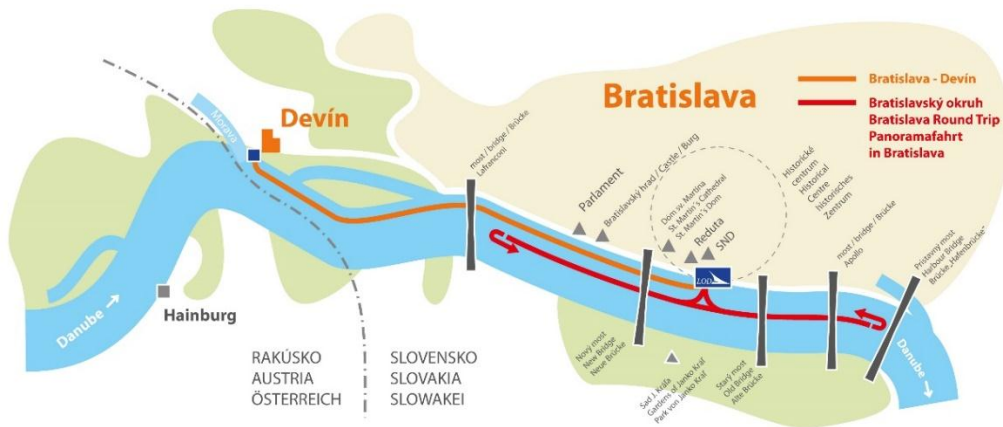 Bratislava - Devín
Bratislavský okruh
Bratislava Round Trip
Panoramafahrt
in Bratislava
Bratislava
Devín
Morava
most / bridge / Brücke
Lafranconi
Parlament
Bratislavský hrad / Castle / Burg
Dóm sv. Martina
St. Martin's Cathedral
St. Martin's Dom
Reduta
SND
Historické
centrum
Historical
Centre
historisches
Zentrum
most / bridge / Brücke
Apollo
Prístavný most
Harbour Bridge
Brücke„Hafenbrücke"
LOD
Danube
Hainburg
RAKÚSKO
AUSTRIA
ÖSTERREICH
SLOVENSKO
SLOVAKIA
SLOWAKEI
Nový most
New Bridge
Neue Brücke
Sad J. Kráľa
Gardens of Janko Kráľ
Park von Janko Kráľ
Starý most
Old Bridge
Alte Brücke
Danube